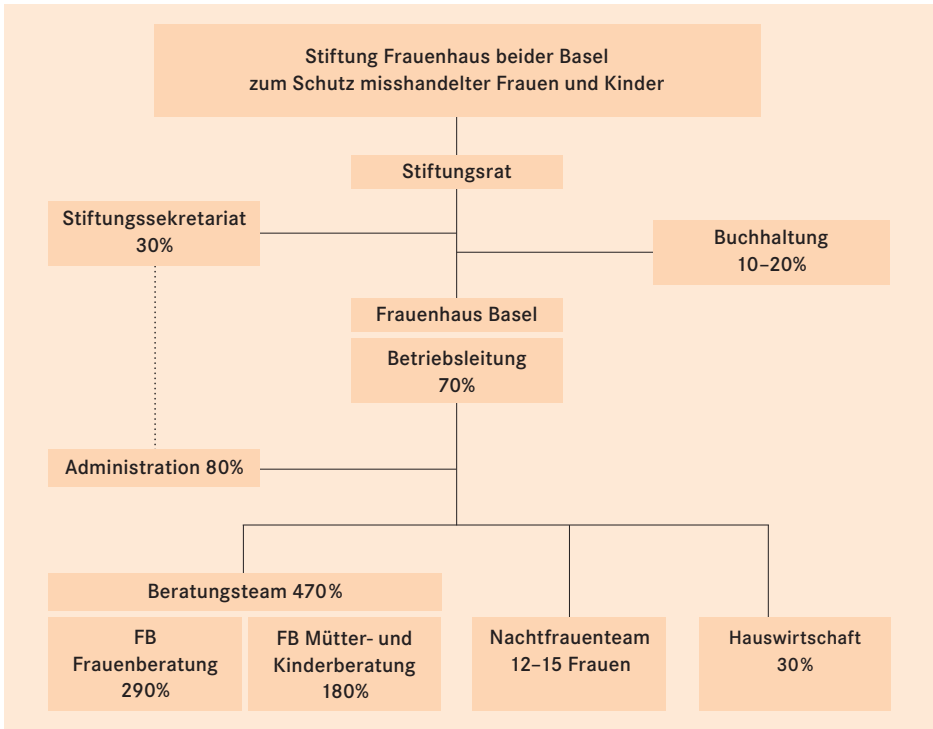 Stiftung Frauenhaus beider Basel
zum Schutz misshandelter Frauen und Kinder
Stiftungsrat
Stiftungssekretariat
30%
Buchhaltung
10–20%
Frauenhaus Basel
Betriebsleitung
70%
Administration 80%
Beratungsteam 470%
FB
Frauenberatung
290%
FB Mütter- und
Kinderberatung
180%
Nachtfrauenteam
12–15 Frauen
Hauswirtschaft
30%